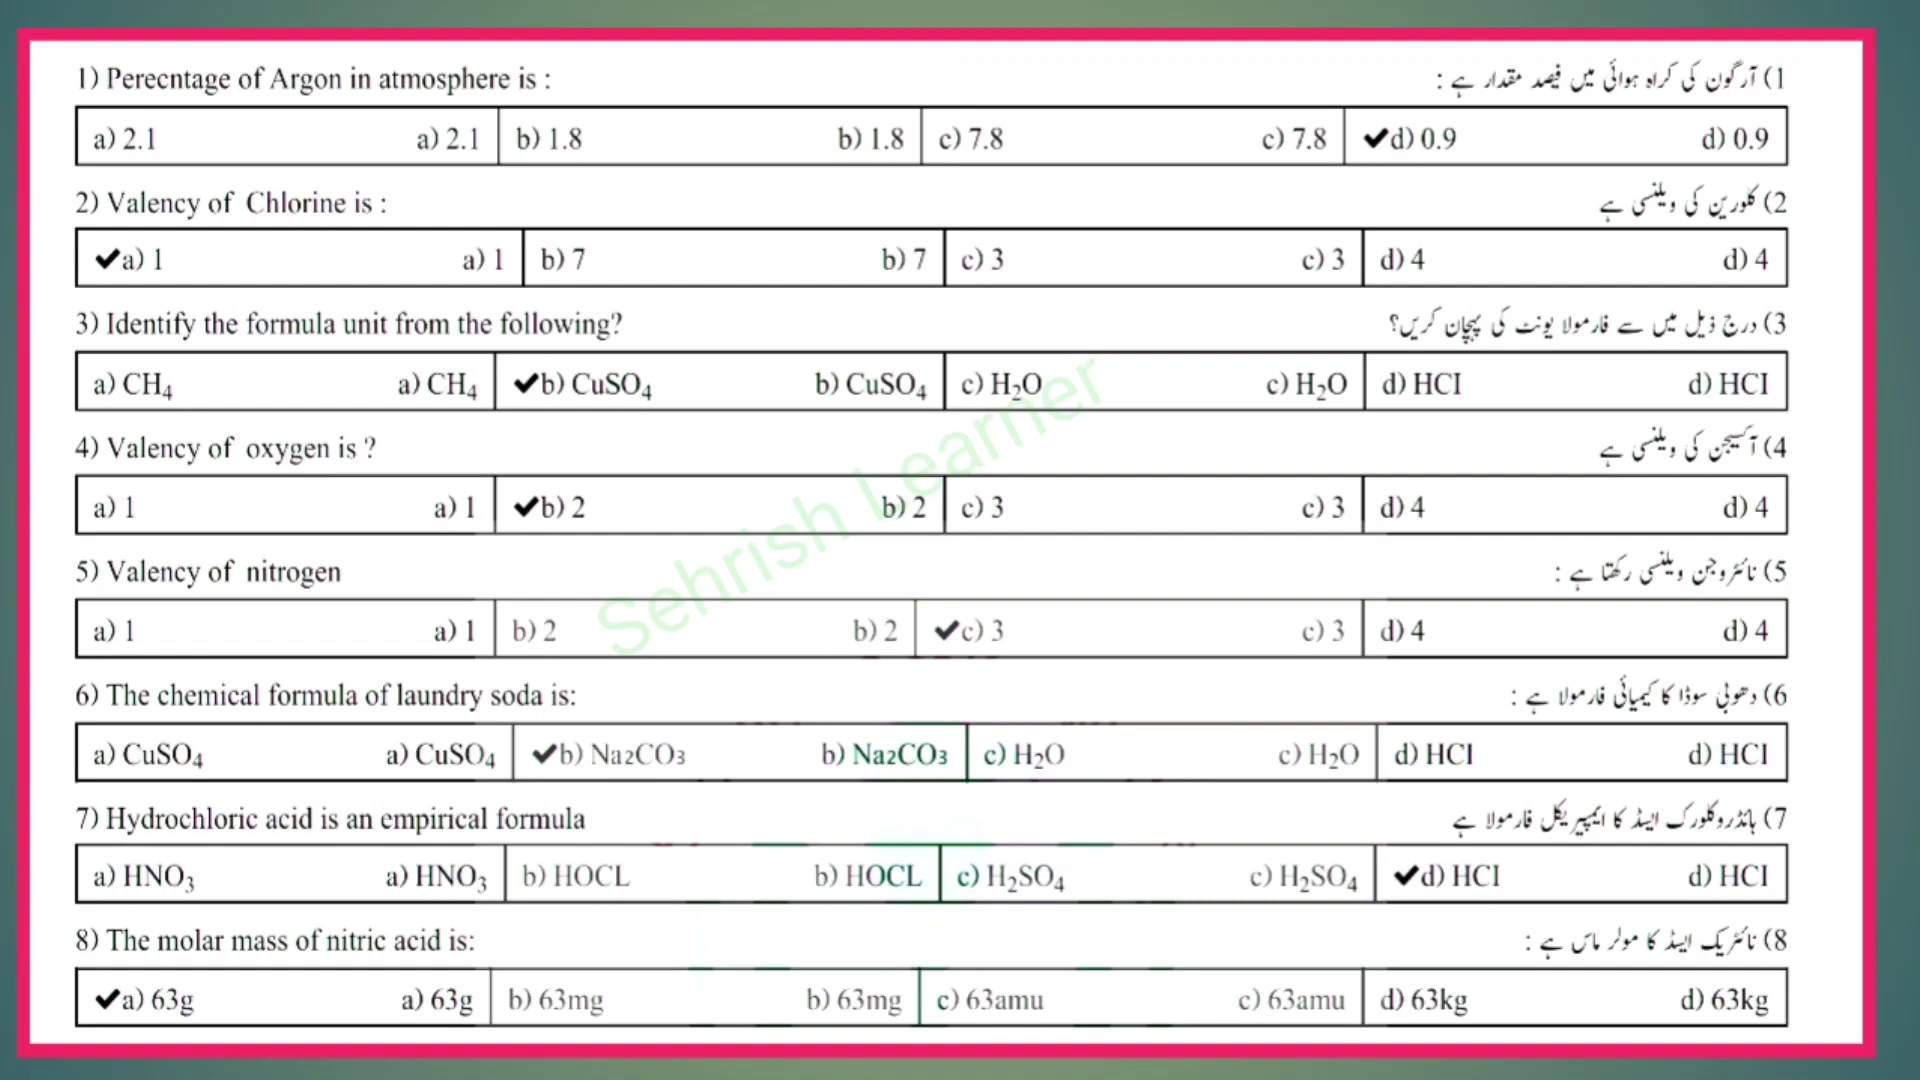 1) Perecntage of Argon in atmosphere is : 1) آرگون کی کراہ ہوائی میں فیصد مقدار ہے :
a) 2.1 a) 2.1 b) 1.8 b) 1.8 c) 7.8 c) 7.8 ✔d) 0.9 d) 0.9
2) Valency of Chlorine is : 2) کلورین کی ویلنسی ہے
✔a) 1 a) 1 b) 7 b) 7 c) 3 c) 3 d) 4 d) 4
3) Identify the formula unit from the following? 3) درج ذیل میں سے فارمولا یونٹ کی پہچان کریں؟
a) CH₄ a) CH₄ ✔b) CuSO₄ b) CuSO₄ c) H₂O c) H₂O d) HCI d) HCI
4) Valency of oxygen is ? 4) آکسیجن کی ویلنسی ہے
a) 1 a) 1 ✔b) 2 b) 2 c) 3 c) 3 d) 4 d) 4
5) Valency of nitrogen 5) نائٹروجن ویلنسی رکھتا ہے :
a) 1 a) 1 b) 2 b) 2 ✔c) 3 c) 3 d) 4 d) 4
6) The chemical formula of laundry soda is: 6) دھوبی سوڈا کا کیمیائی فارمولا ہے :
a) CuSO₄ a) CuSO₄ ✔b) Na₂CO₃ b) Na₂CO₃ c) H₂O c) H₂O d) HCI d) HCI
7) Hydrochloric acid is an empirical formula 7) ہائڈروکلورک ایسڈ کا ایمپیریکل فارمولا ہے
a) HNO₃ a) HNO₃ b) HOCL b) HOCL c) H₂SO₄ c) H₂SO₄ ✔d) HCI d) HCI
8) The molar mass of nitric acid is: 8) نائٹریک ایسڈ کا مولر ماس ہے :
✔a) 63g a) 63g b) 63mg b) 63mg c) 63amu c) 63amu d) 63kg d) 63kg
Sehrish Learner